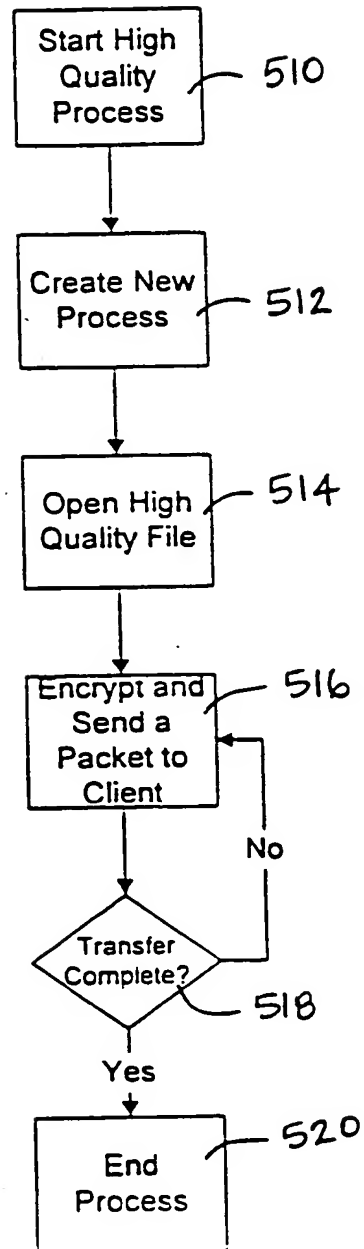 Start High
Quality
Process
510
Create New
Process
512
Open High
Quality File
514
Encrypt and
Send a
Packet to
Client
516
No
Transfer
Complete?
518
Yes
End
Process
520